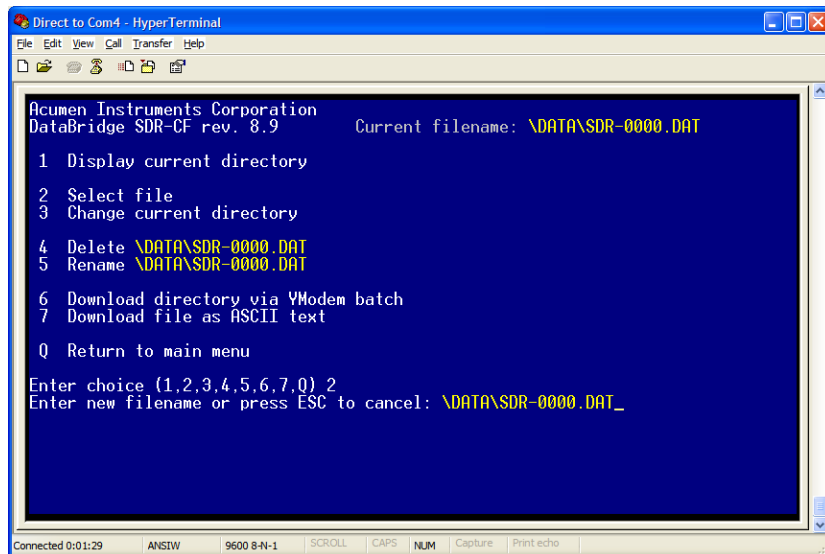 Direct to Com4 - HyperTerminal
File Edit View Call Transfer Help
Acumen Instruments Corporation
DataBridge SDR-CF rev. 8.9 Current filename: \DATA\SDR-0000.DAT
1 Display current directory
2 Select file
3 Change current directory
4 Delete \DATA\SDR-0000.DAT
5 Rename \DATA\SDR-0000.DAT
6 Download directory via YModem batch
7 Download file as ASCII text
Q Return to main menu
Enter choice (1,2,3,4,5,6,7,Q) 2
Enter new filename or press ESC to cancel: \DATA\SDR-0000.DAT_
Connected 0:01:29 ANSIW 9600 8-N-1 SCROLL CAPS NUM Capture Print echo